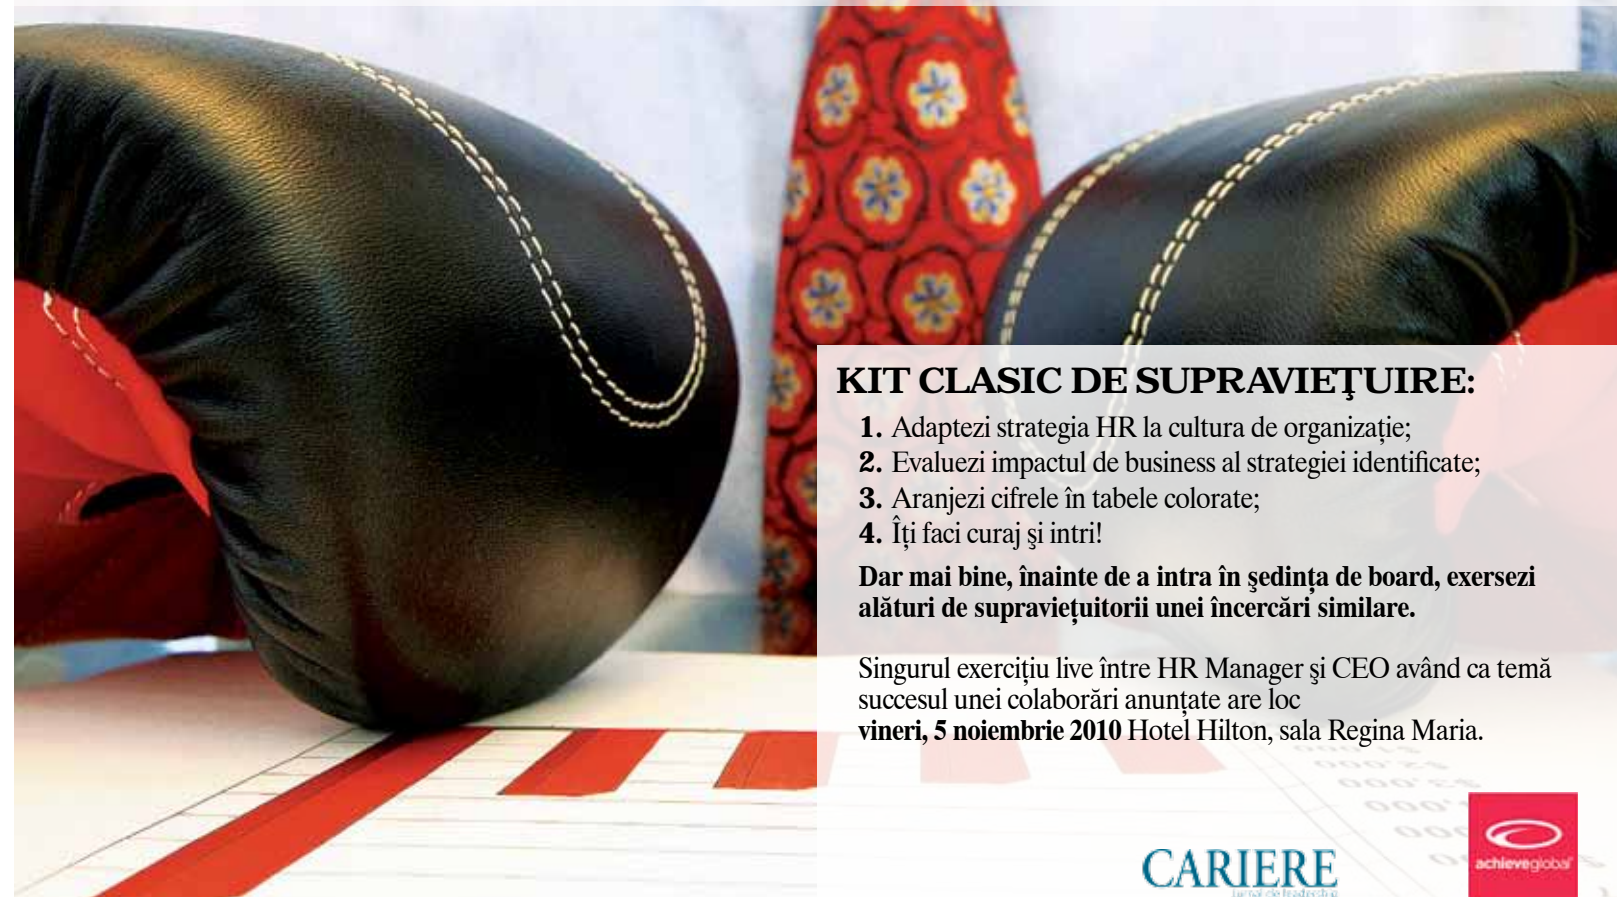 KIT CLASIC DE SUPRAVIEŢUIRE:
1. Adaptezi strategia HR la cultura de organizaţie;
2. Evaluezi impactul de business al strategiei identificate;
3. Aranjezi cifrele în tabele colorate;
4. Îţi faci curaj şi intri!
Dar mai bine, înainte de a intra în şedinţa de board, exersezi
alături de supravieţuitorii unei încercări similare.
Singurul exerciţiu live între HR Manager şi CEO având ca temă
succesul unei colaborări anunţate are loc
vineri, 5 noiembrie 2010 Hotel Hilton, sala Regina Maria.
CARIERE
jurnal de leadership
achieveglobal